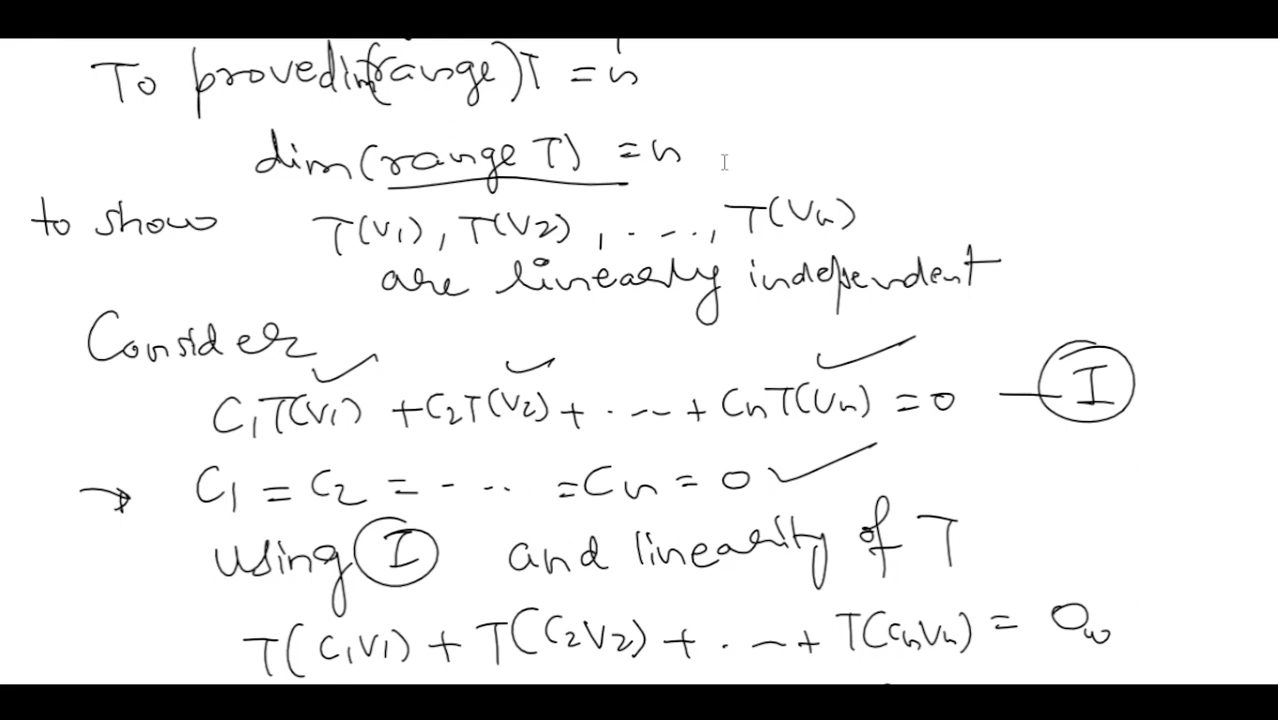 To prove dim(range)T = n
dim(range T) = n
to show T(v1), T(v2), ...., T(vn)
are linearly independent
Consider
C1T(v1) + C2T(v2) + ... + CnT(vn) = 0 — I
→ C1 = C2 = ... = Cn = 0 ✓
using I and linearity of T
T(C1v1) + T(C2v2) + ... + T(cnvn) = 0w